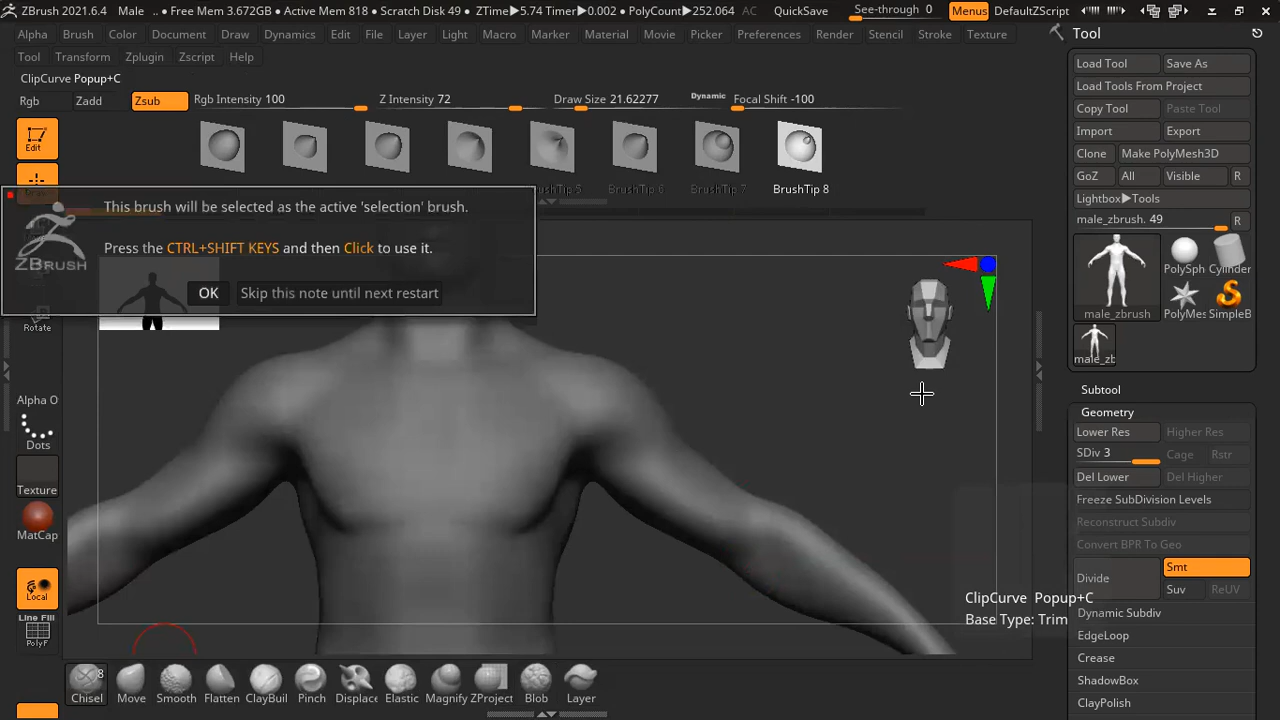 ZBrush 2021.6.4 Male .. • Free Mem 3.672GB • Active Mem 818 • Scratch Disk 49 • ZTime▸5.74 Timer▸0.002 • PolyCount▸252.064 AC QuickSave See-through 0 Menus DefaultZScript
Alpha Brush Color Document Draw Dynamics Edit File Layer Light Macro Marker Material Movie Picker Preferences Render Stencil Stroke Texture
Tool Transform Zplugin Zscript Help
ClipCurve Popup+C
Rgb Zadd Zsub Rgb Intensity 100 Z Intensity 72 Draw Size 21.62277 Dynamic Focal Shift -100
Edit
BrushTip 6 BrushTip 7 BrushTip 8
This brush will be selected as the active 'selection' brush.
Press the CTRL+SHIFT KEYS and then Click to use it.
ZBRUSH
OK Skip this note until next restart
Rotate
Alpha O
Dots
Texture
MatCap
Local
Line Fill
PolyF
ClipCurve Popup+C
Base Type: Trim
8
Chisel Move Smooth Flatten ClayBuil Pinch Displace Elastic Magnify ZProject Blob Layer
Tool
Load Tool Save As
Load Tools From Project
Copy Tool Paste Tool
Import Export
Clone Make PolyMesh3D
GoZ All Visible R
Lightbox▸Tools
male_zbrush. 49 R
PolySph Cylinder
male_zbrush PolyMes SimpleB
male_zb
Subtool
Geometry
Lower Res Higher Res
SDiv 3 Cage Rstr
Del Lower Del Higher
Freeze SubDivision Levels
Reconstruct Subdiv
Convert BPR To Geo
Divide Smt
Suv ReUV
Dynamic Subdiv
EdgeLoop
Crease
ShadowBox
ClayPolish